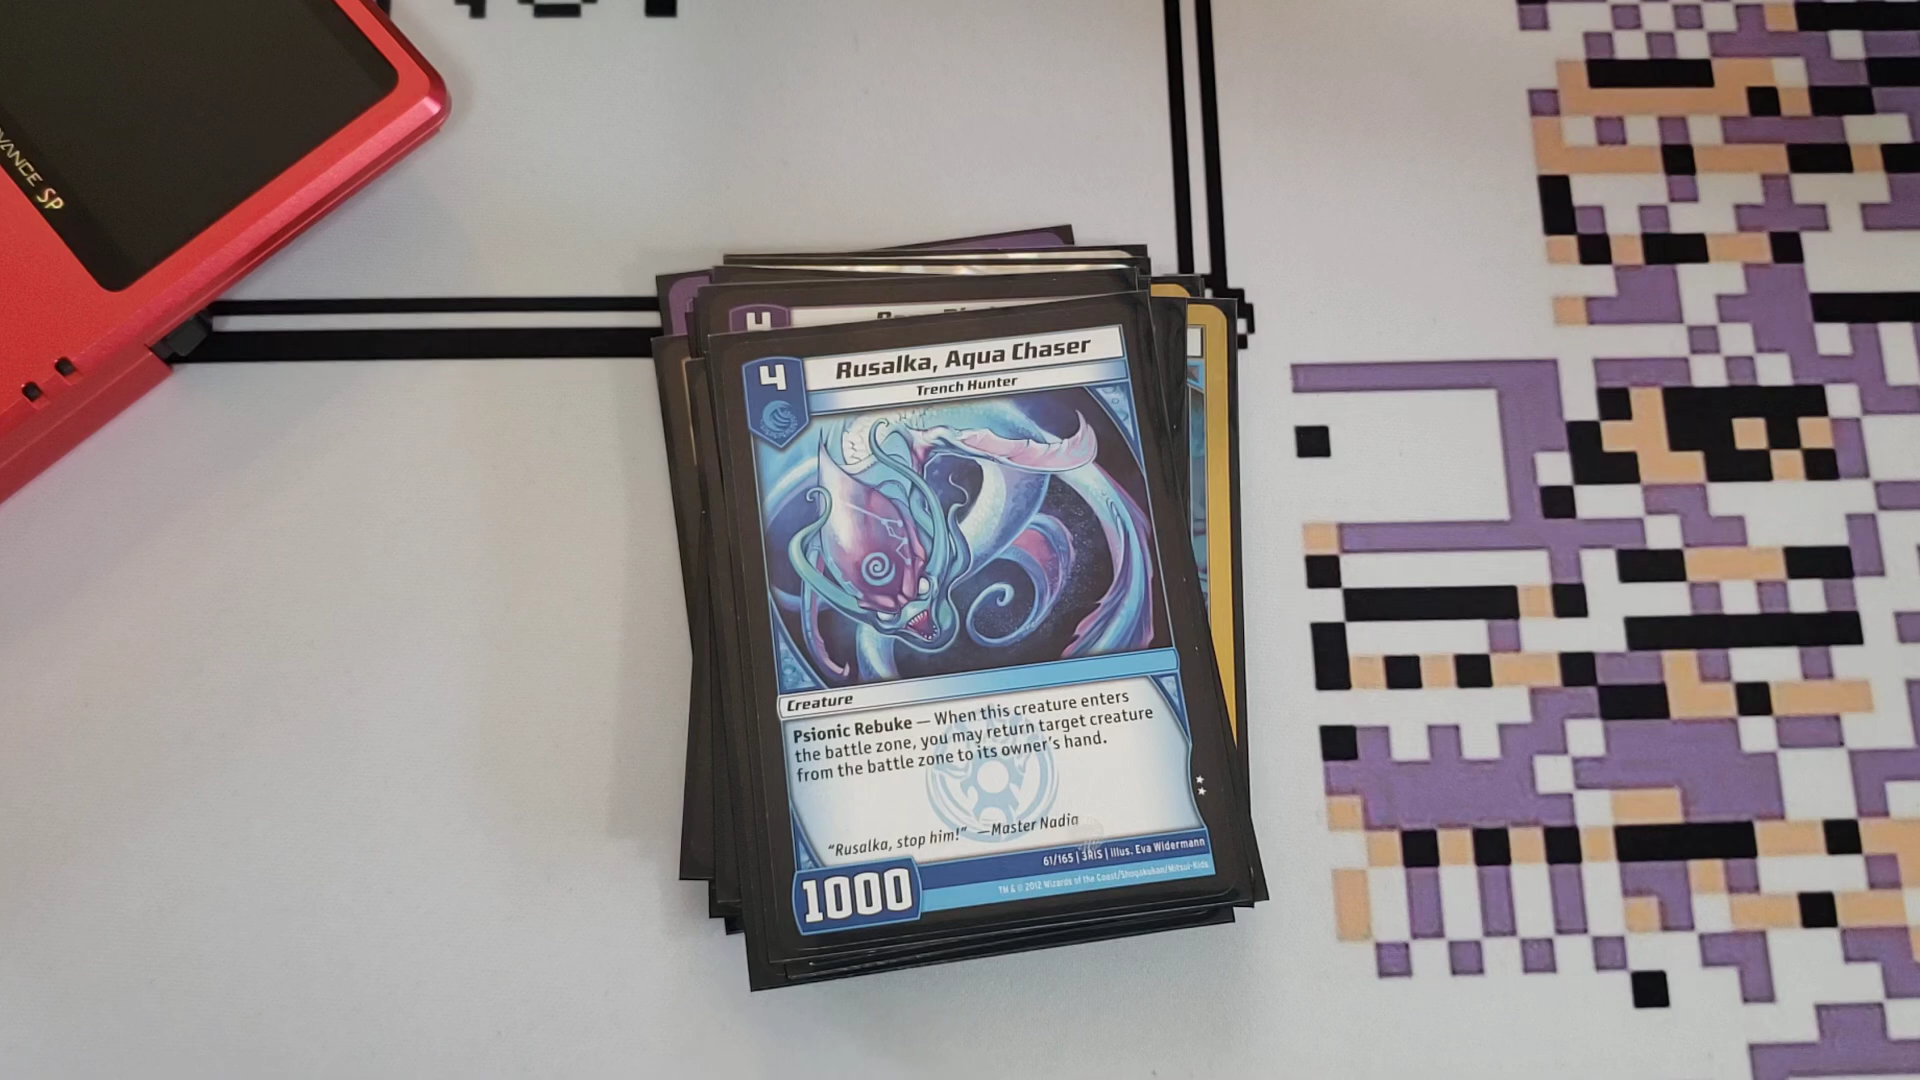 VANCE SP
4
4
Rusalka, Aqua Chaser
Trench Hunter
Creature
Psionic Rebuke — When this creature enters
the battle zone, you may return target creature
from the battle zone to its owner's hand.
"Rusalka, stop him!" —Master Nadia
61/165 | 3RIS | illus. Eva Widermann
TM & © 2012 Wizards of the Coast/Shogakukan/Mitsui-Kids
1000